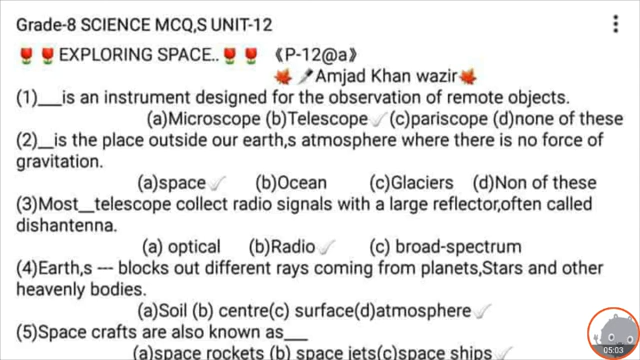 Grade-8 SCIENCE MCQ,S UNIT-12
🌷🌷EXPLORING SPACE..🌷🌷 《P-12@a》
🍁🎤Amjad Khan wazir🍁
(1)__is an instrument designed for the observation of remote objects.
(a)Microscope (b)Telescope✓(c)pariscope (d)none of these
(2)__is the place outside our earth,s atmosphere where there is no force of
gravitation.
(a)space✓ (b)Ocean (c)Glaciers (d)Non of these
(3)Most__telescope collect radio signals with a large reflector,often called
dishantenna.
(a) optical (b)Radio✓ (c) broad-spectrum
(4)Earth,s --- blocks out different rays coming from planets,Stars and other
heavenly bodies.
(a)Soil (b) centre(c) surface(d)atmosphere✓
(5)Space crafts are also known as___
(a)space rockets (b) space jets(c)space ships✓
05:03